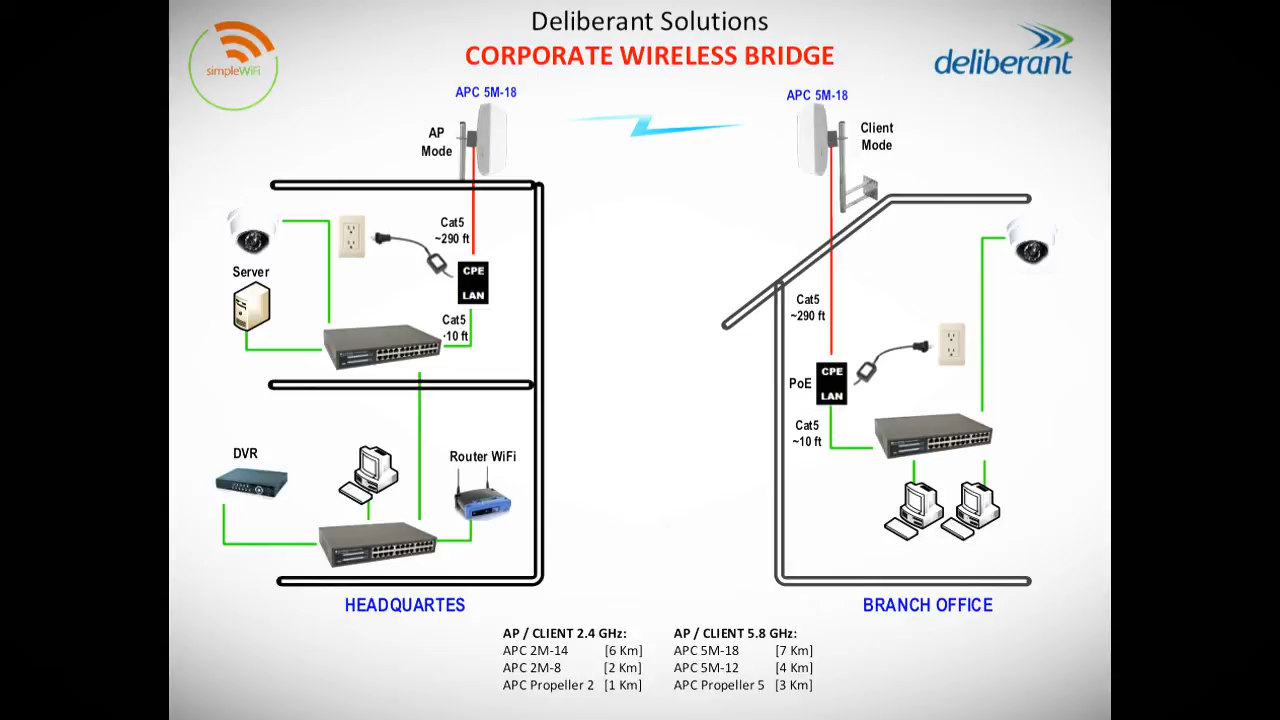 Deliberant Solutions
CORPORATE WIRELESS BRIDGE
simpleWiFi
deliberant
APC 5M-18
AP
Mode
APC 5M-18
Client
Mode
Cat5
~290 ft
Server
CPE
LAN
Cat5
~10 ft
DVR
Router WiFi
Cat5
~290 ft
PoE
CPE
LAN
Cat5
~10 ft
HEADQUARTES
BRANCH OFFICE
AP / CLIENT 2.4 GHz:
APC 2M-14 [6 Km]
APC 2M-8 [2 Km]
APC Propeller 2 [1 Km]
AP / CLIENT 5.8 GHz:
APC 5M-18 [7 Km]
APC 5M-12 [4 Km]
APC Propeller 5 [3 Km]